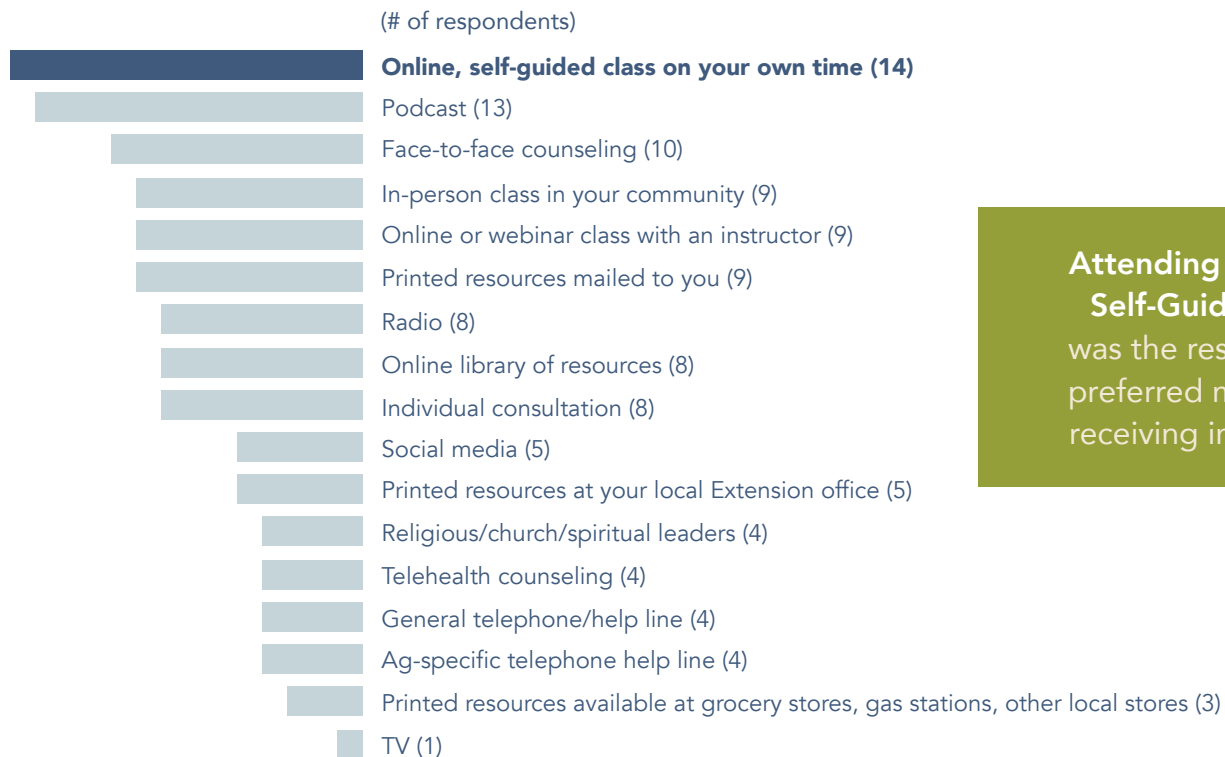 (# of respondents)
Online, self-guided class on your own time (14)
Podcast (13)
Face-to-face counseling (10)
In-person class in your community (9)
Online or webinar class with an instructor (9)
Printed resources mailed to you (9)
Radio (8)
Online library of resources (8)
Individual consultation (8)
Social media (5)
Printed resources at your local Extension office (5)
Religious/church/spiritual leaders (4)
Telehealth counseling (4)
General telephone/help line (4)
Ag-specific telephone help line (4)
Printed resources available at grocery stores, gas stations, other local stores (3)
TV (1)
Attending
was the
preferred
receiving